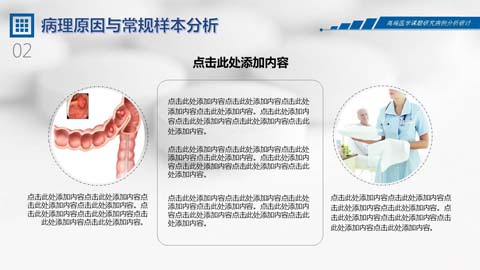 病理原因与常规样本分析
高端医学课题研究病例分析研讨
02
点击此处添加内容
点击此处添加内容点击此处添加内容点击此处
添加内容点击此处添加内容。点击此处添加内
容点击此处添加内容点击此处添加内容点击此
处添加内容。
点击此处添加内容点击此处添加内容点击此处
添加内容点击此处添加内容。点击此处添加内
容点击此处添加内容点击此处添加内容点击此
处添加内容。
点击此处添加内容点击此处添加内容点击此处
添加内容点击此处添加内容。点击此处添加内
容点击此处添加内容点击此处添加内容点击此
处添加内容。
点击此处添加内容点击此处添加内容点
击此处添加内容点击此处添加内容。点
击此处添加内容点击此处添加内容点击
此处添加内容点击此处添加内容。
点击此处添加内容点击此处添加内容点
击此处添加内容点击此处添加内容。点
击此处添加内容点击此处添加内容点击
此处添加内容点击此处添加内容。